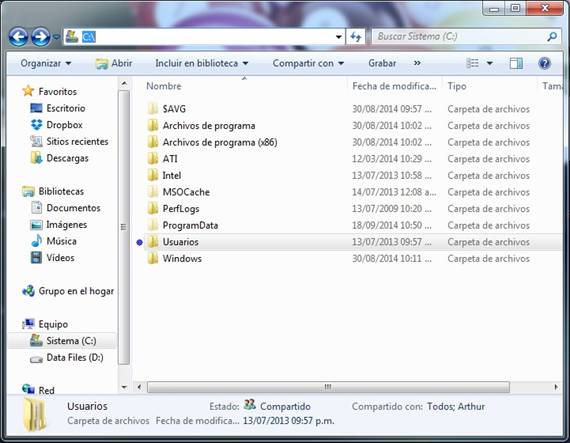 C:\
Buscar Sistema (C:)
Organizar Abrir Incluir en biblioteca Compartir con Grabar »
Nombre Fecha de modifica... Tipo Tama
Favoritos
Escritorio
Dropbox
Sitios recientes
Descargas
Bibliotecas
Documentos
Imágenes
Música
Vídeos
Grupo en el hogar
Equipo
Sistema (C:)
Data Files (D:)
Red
$AVG 30/08/2014 09:57 ... Carpeta de archivos
Archivos de programa 30/08/2014 10:02 ... Carpeta de archivos
Archivos de programa (x86) 30/08/2014 10:02 ... Carpeta de archivos
ATI 12/03/2014 10:29 ... Carpeta de archivos
Intel 13/07/2013 10:58 ... Carpeta de archivos
MSOCache 14/07/2013 12:08 a... Carpeta de archivos
PerfLogs 13/07/2009 10:20 ... Carpeta de archivos
ProgramData 18/09/2014 10:50 ... Carpeta de archivos
Usuarios 13/07/2013 09:57 ... Carpeta de archivos
Windows 30/08/2014 10:11 ... Carpeta de archivos
Usuarios Estado: Compartido Compartido con: Todos; Arthur
Carpeta de archivos Fecha de modifica... 13/07/2013 09:57 p.m.